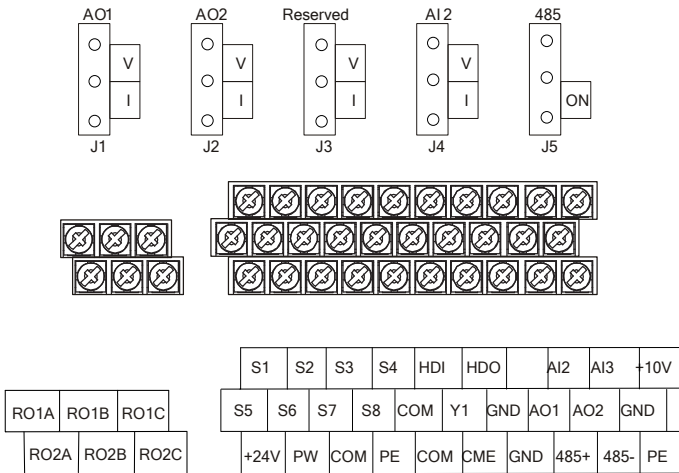 AO1 AO2 Reserved AI2 485
V V V V
I I I I ON
J1 J2 J3 J4 J5
S1 S2 S3 S4 HDI HDO AI2 AI3 +10V
RO1A RO1B RO1C S5 S6 S7 S8 COM Y1 GND AO1 AO2 GND
RO2A RO2B RO2C +24V PW COM PE COM CME GND 485+ 485- PE